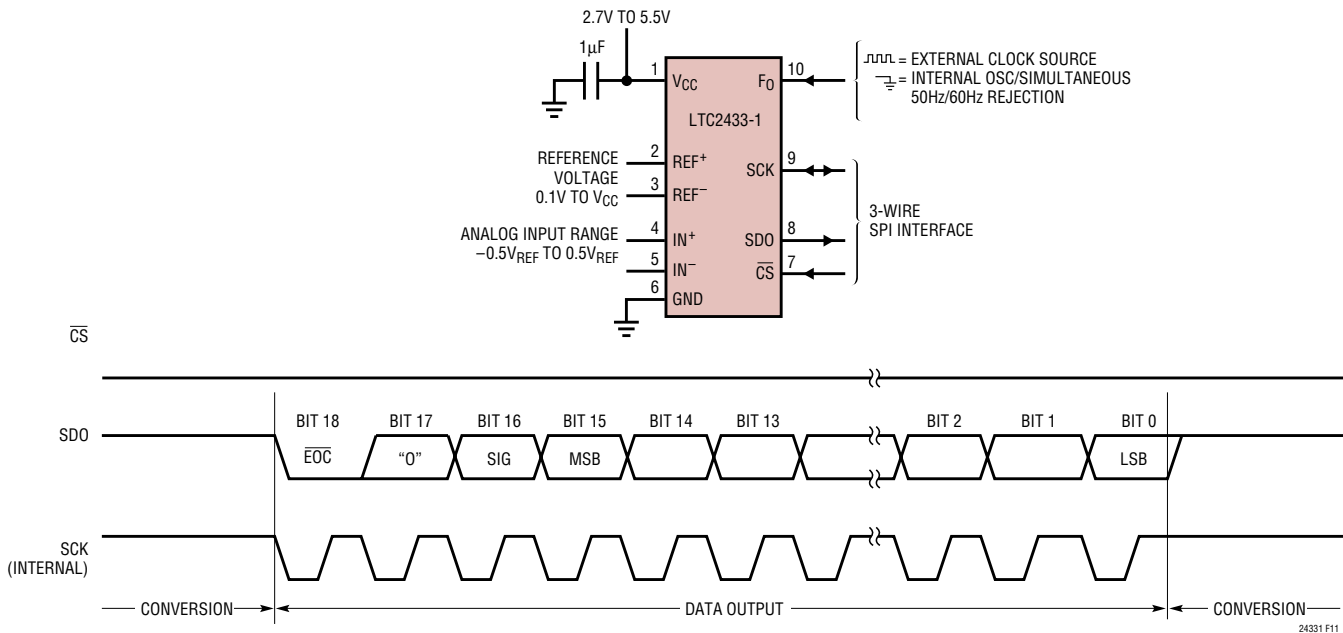 2.7V TO 5.5V
1µF
1
VCC
FO
10
= EXTERNAL CLOCK SOURCE
= INTERNAL OSC/SIMULTANEOUS
50Hz/60Hz REJECTION
LTC2433-1
REFERENCE
VOLTAGE
0.1V TO VCC
2
REF+
3
REF–
SCK
9
ANALOG INPUT RANGE
–0.5VREF TO 0.5VREF
4
IN+
5
IN–
6
GND
SDO
8
CS
7
3-WIRE
SPI INTERFACE
CS
SDO
BIT 18
BIT 17
BIT 16
BIT 15
BIT 14
BIT 13
BIT 2
BIT 1
BIT 0
EOC
“0”
SIG
MSB
LSB
SCK
(INTERNAL)
CONVERSION
DATA OUTPUT
CONVERSION
24331 F11